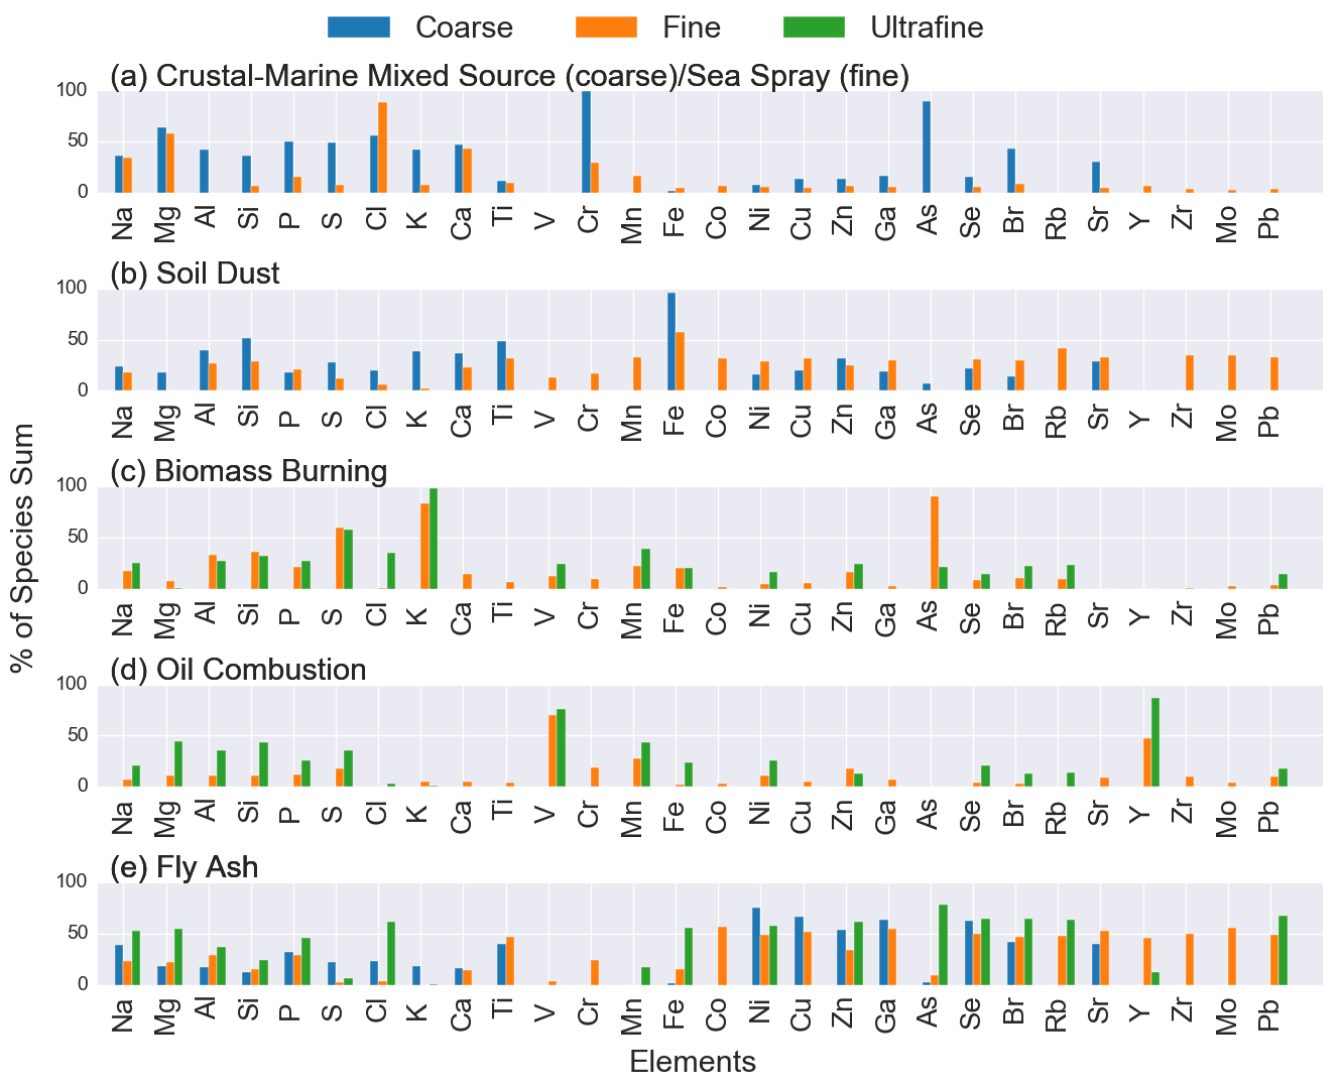 Coarse Fine Ultrafine
(a) Crustal-Marine Mixed Source (coarse)/Sea Spray (fine)
100
50
0
Na Mg Al Si P S Cl K Ca Ti V Cr Mn Fe Co Ni Cu Zn Ga As Se Br Rb Sr Y Zr Mo Pb
(b) Soil Dust
100
50
0
Na Mg Al Si P S Cl K Ca Ti V Cr Mn Fe Co Ni Cu Zn Ga As Se Br Rb Sr Y Zr Mo Pb
% of Species Sum
(c) Biomass Burning
100
50
0
Na Mg Al Si P S Cl K Ca Ti V Cr Mn Fe Co Ni Cu Zn Ga As Se Br Rb Sr Y Zr Mo Pb
(d) Oil Combustion
100
50
0
Na Mg Al Si P S Cl K Ca Ti V Cr Mn Fe Co Ni Cu Zn Ga As Se Br Rb Sr Y Zr Mo Pb
(e) Fly Ash
100
50
0
Na Mg Al Si P S Cl K Ca Ti V Cr Mn Fe Co Ni Cu Zn Ga As Se Br Rb Sr Y Zr Mo Pb
Elements